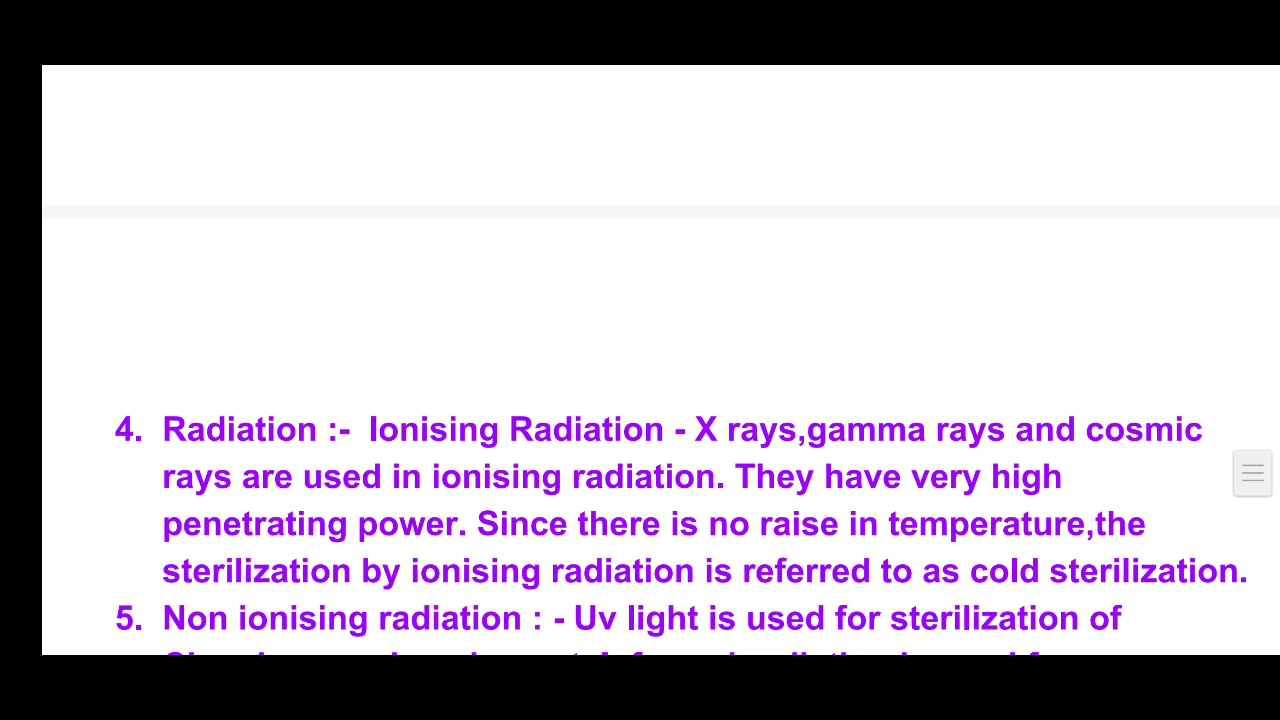 4. Radiation :- Ionising Radiation - X rays,gamma rays and cosmic
rays are used in ionising radiation. They have very high
penetrating power. Since there is no raise in temperature,the
sterilization by ionising radiation is referred to as cold sterilization.
5. Non ionising radiation : - Uv light is used for sterilization of